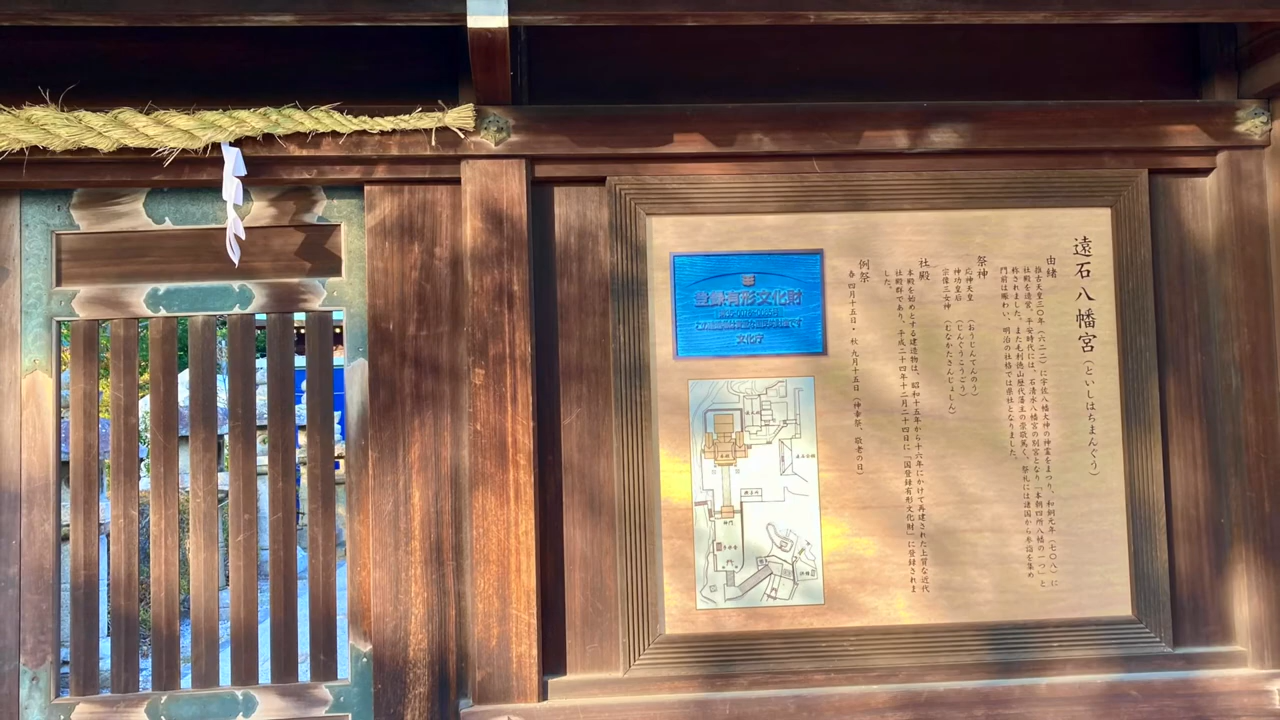 遠石八幡宮(といしはちまんぐう)
由緒
推古天皇三〇年(六二二)に宇佐八幡大神の神霊をまつり、和銅元年(七〇八)に
社殿を造営。平安時代には、石清水八幡宮の別宮となり「本朝四所八幡の一つ」と
称されました。また毛利徳山歴代藩主の崇敬篤く、祭礼には諸国から参詣を集め
門前は賑わい、明治の社格では県社となりました。
祭神
応神天皇 (おうじんてんのう)
神功皇后 (じんぐうこうごう)
宗像三女神 (むなかたさんじょしん)
社殿
本殿を始めとする建造物は、昭和十五年から十六年にかけて再建された上質な近代
社殿群であり、平成二十四年十二月二十四日に「国登録有形文化財」に登録されま
した。
例祭
春 四月十五日・秋 九月十五日(神幸祭、敬老の日)
登録有形文化財
文化庁